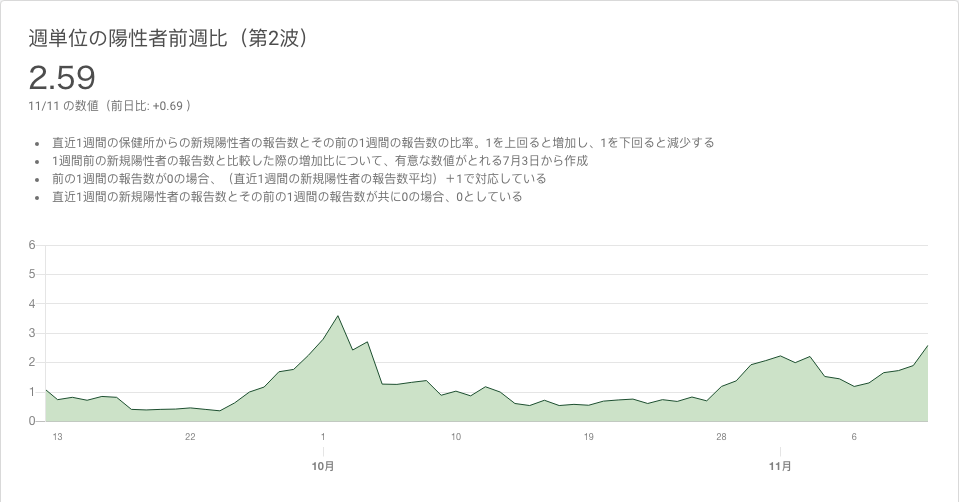 週単位の陽性者前週比（第2波）
2.59
11/11 の数値（前日比: +0.69 ）
• 直近1週間の保健所からの新規陽性者の報告数とその前の1週間の報告数の比率。1を上回ると増加し、1を下回ると減少する
• 1週間前の新規陽性者の報告数と比較した際の増加比について、有意な数値がとれる7月3日から作成
• 前の1週間の報告数が0の場合、（直近1週間の新規陽性者の報告数平均）＋1で対応している
• 直近1週間の新規陽性者の報告数とその前の1週間の報告数が共に0の場合、0としている
6
5
4
3
2
1
0
13 22 1 10 19 28 6
10月 11月